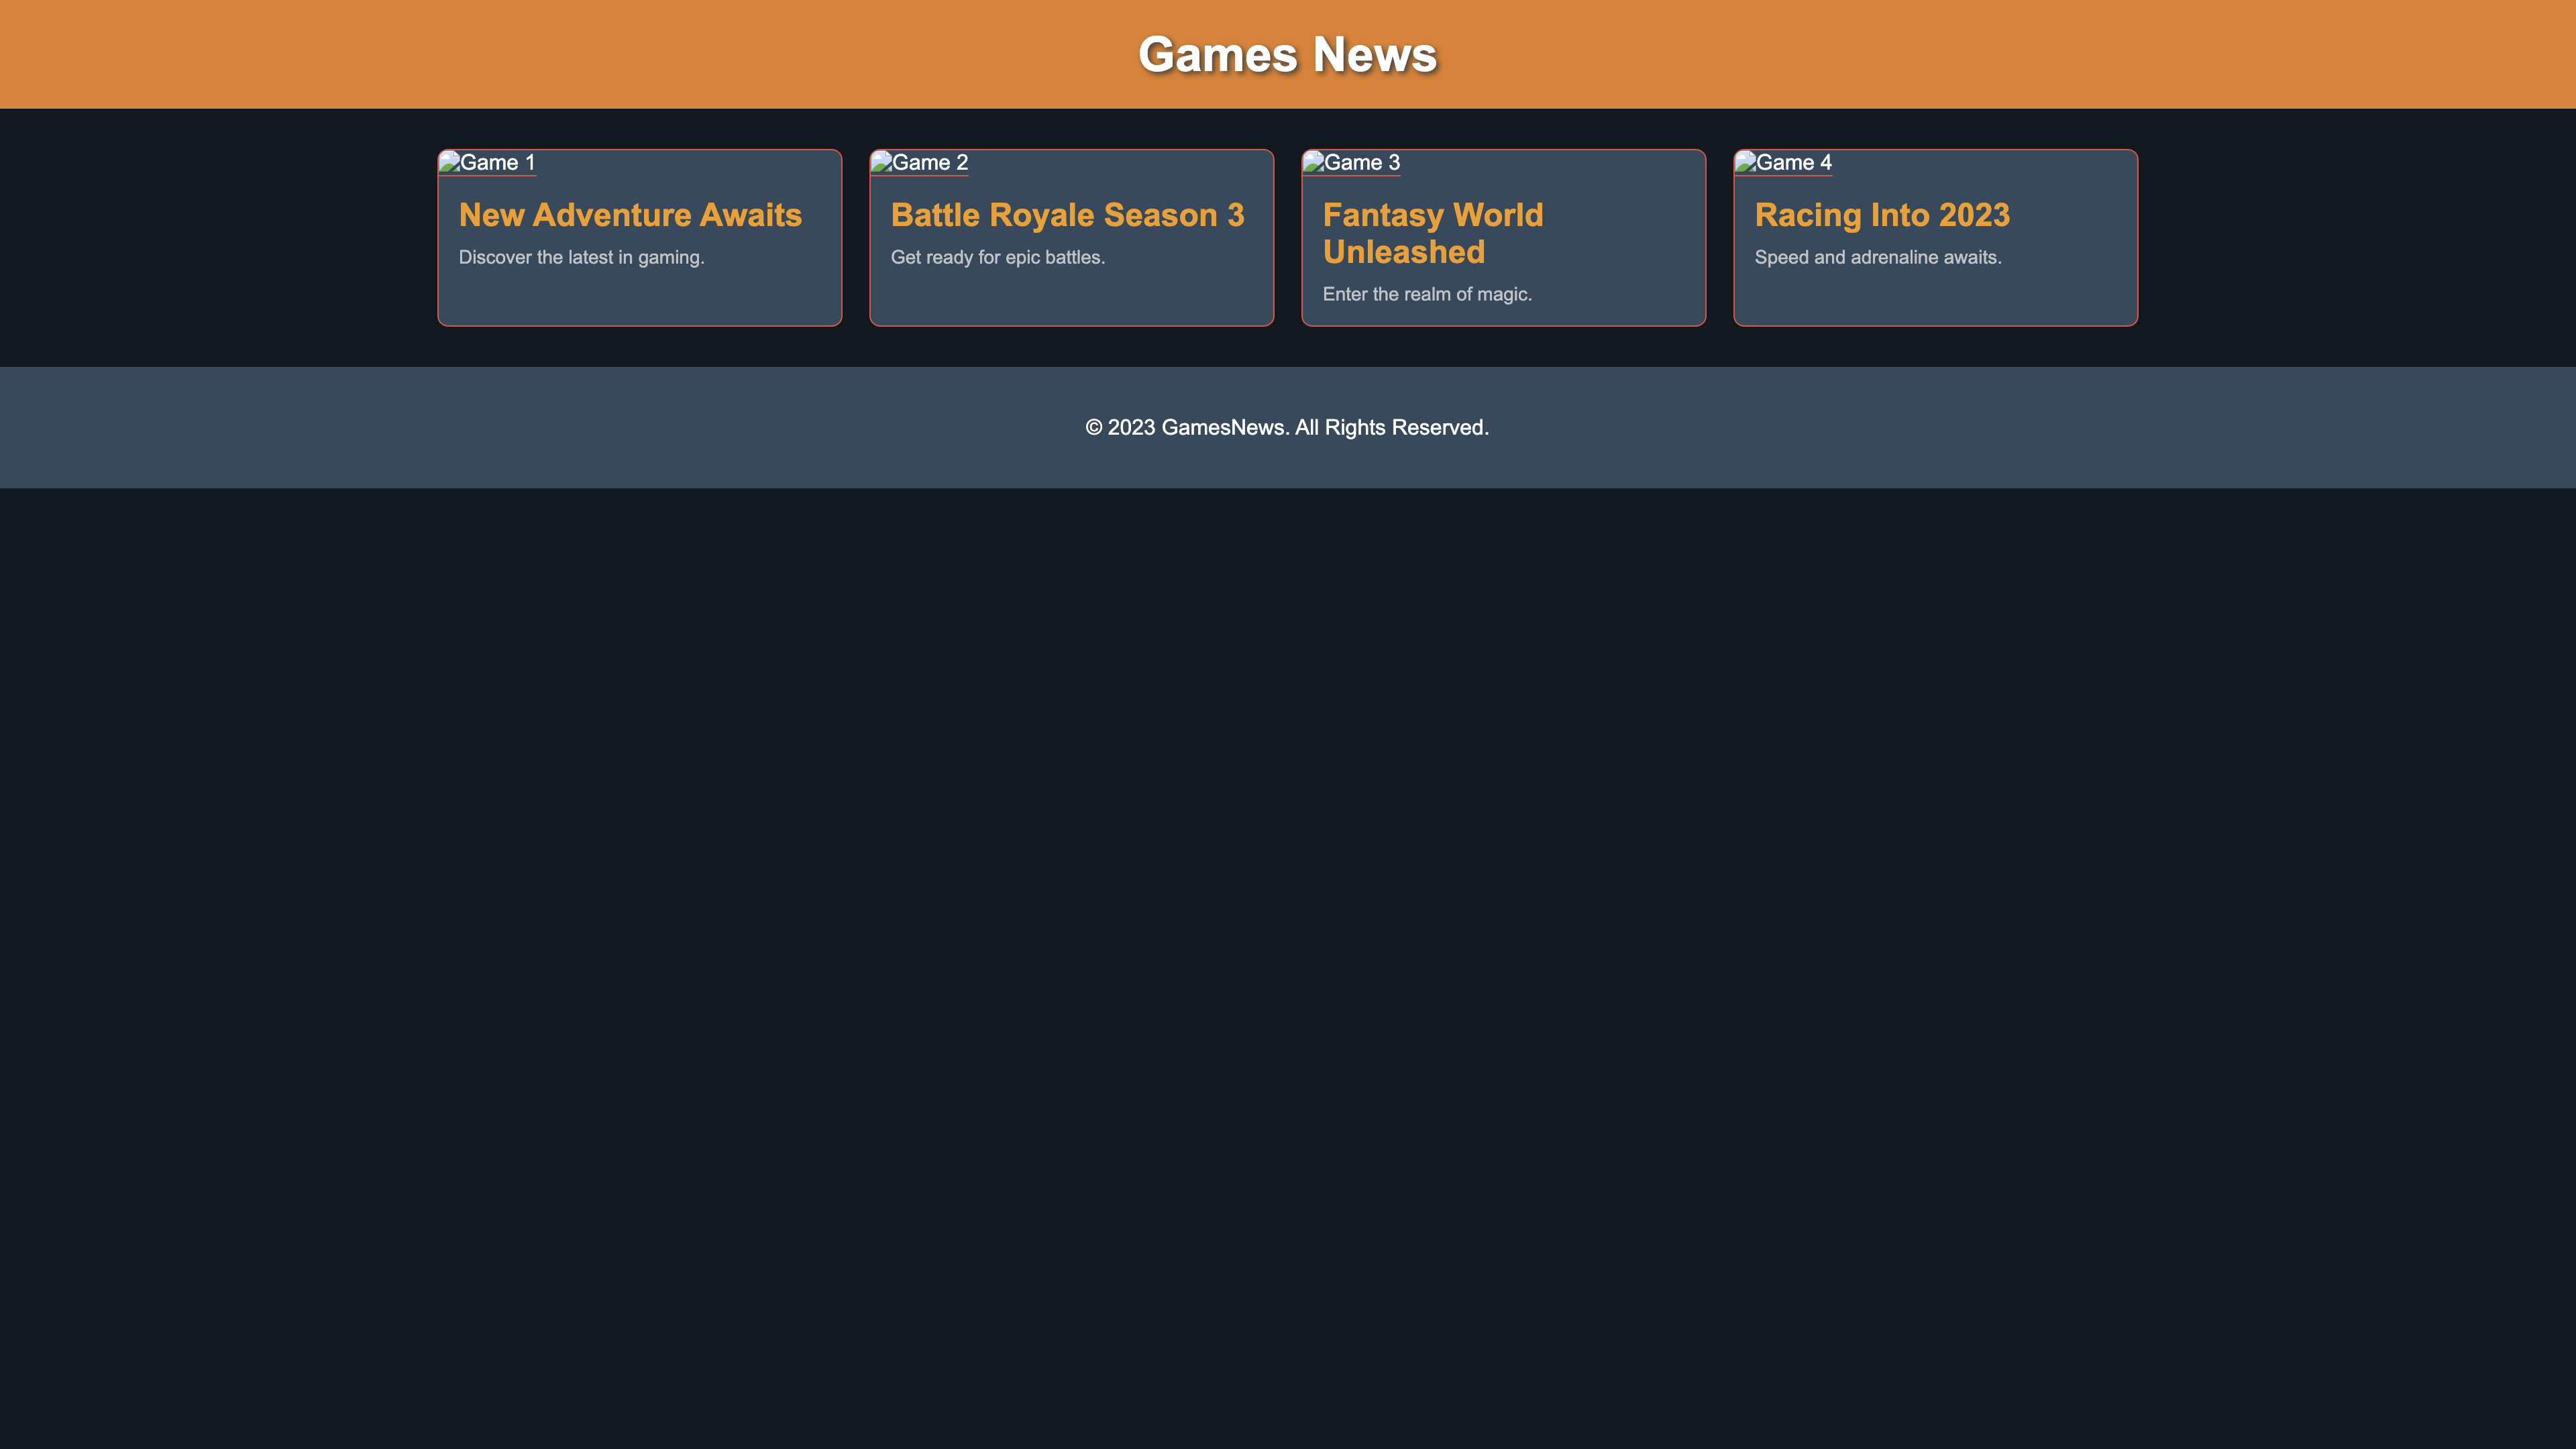 Games News
Game 1
New Adventure Awaits
Discover the latest in gaming.
Game 2
Battle Royale Season 3
Get ready for epic battles.
Game 3
Fantasy World
Unleashed
Enter the realm of magic.
Game 4
Racing Into 2023
Speed and adrenaline awaits.
© 2023 GamesNews. All Rights Reserved.